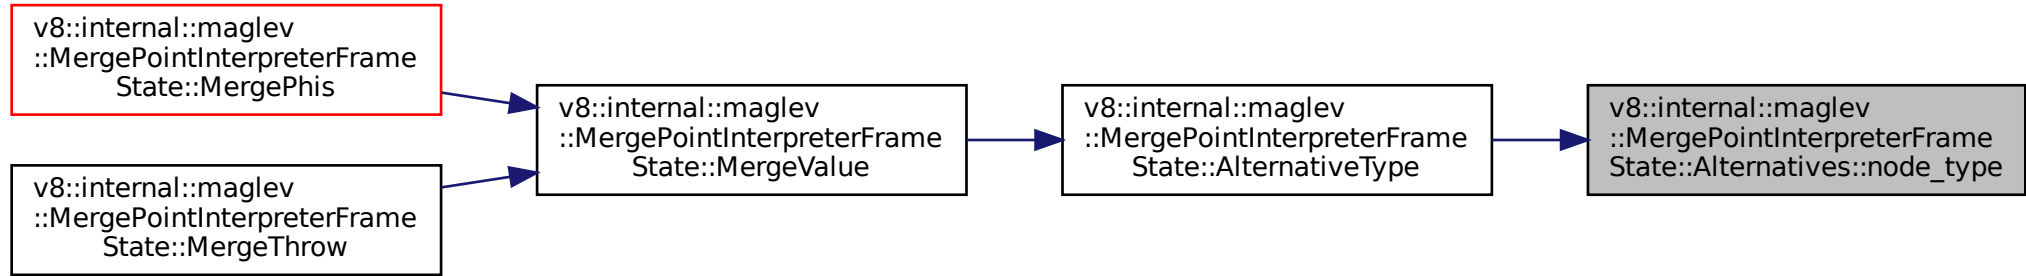 v8::internal::maglev
::MergePointInterpreterFrame
State::MergePhis
v8::internal::maglev
::MergePointInterpreterFrame
State::MergeThrow
v8::internal::maglev
::MergePointInterpreterFrame
State::MergeValue
v8::internal::maglev
::MergePointInterpreterFrame
State::AlternativeType
v8::internal::maglev
::MergePointInterpreterFrame
State::Alternatives::node_type